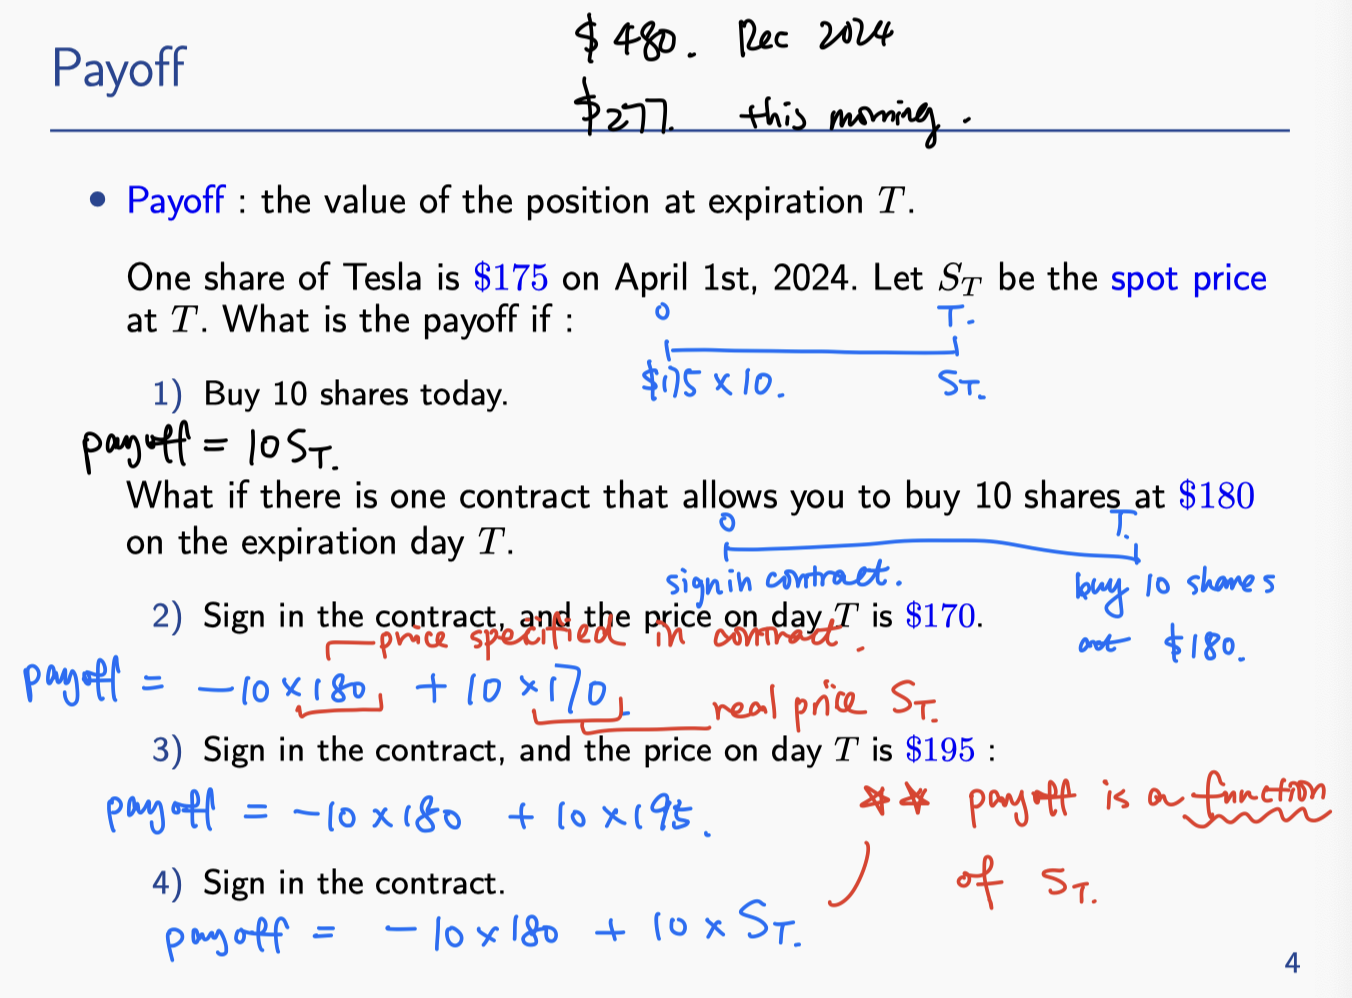 $480. Dec 2024
Payoff
$277. this morning.
• Payoff : the value of the position at expiration T.
One share of Tesla is $175 on April 1st, 2024. Let S_T be the spot price
at T. What is the payoff if :
0 T.
1) Buy 10 shares today.
$175 × 10. S_T.
payoff = 10 S_T.
What if there is one contract that allows you to buy 10 shares at $180
on the expiration day T.
0 T.
sign in contract. buy 10 shares
at $180.
2) Sign in the contract, and the price on day T is $170.
price specified in contract.
payoff = -10 × 180 + 10 × 170
real price S_T.
3) Sign in the contract, and the price on day T is $195 :
payoff = -10 × 180 + 10 × 195.
** payoff is a function
of S_T.
4) Sign in the contract.
payoff = - 10 × 180 + 10 × S_T.
4